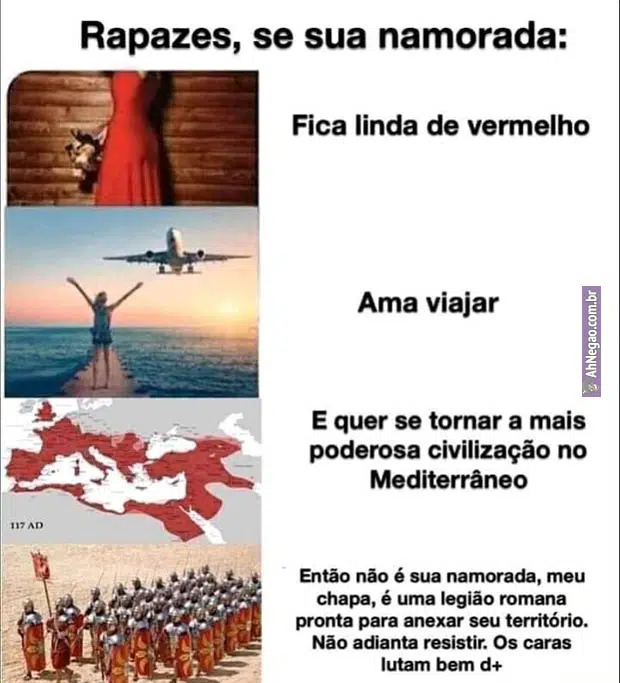 Rapazes, se sua namorada:
Fica linda de vermelho
Ama viajar
AhNegao.com.br
E quer se tornar a mais
poderosa civilização no
Mediterrâneo
117 AD
Então não é sua namorada, meu
chapa, é uma legião romana
pronta para anexar seu território.
Não adianta resistir. Os caras
lutam bem d+